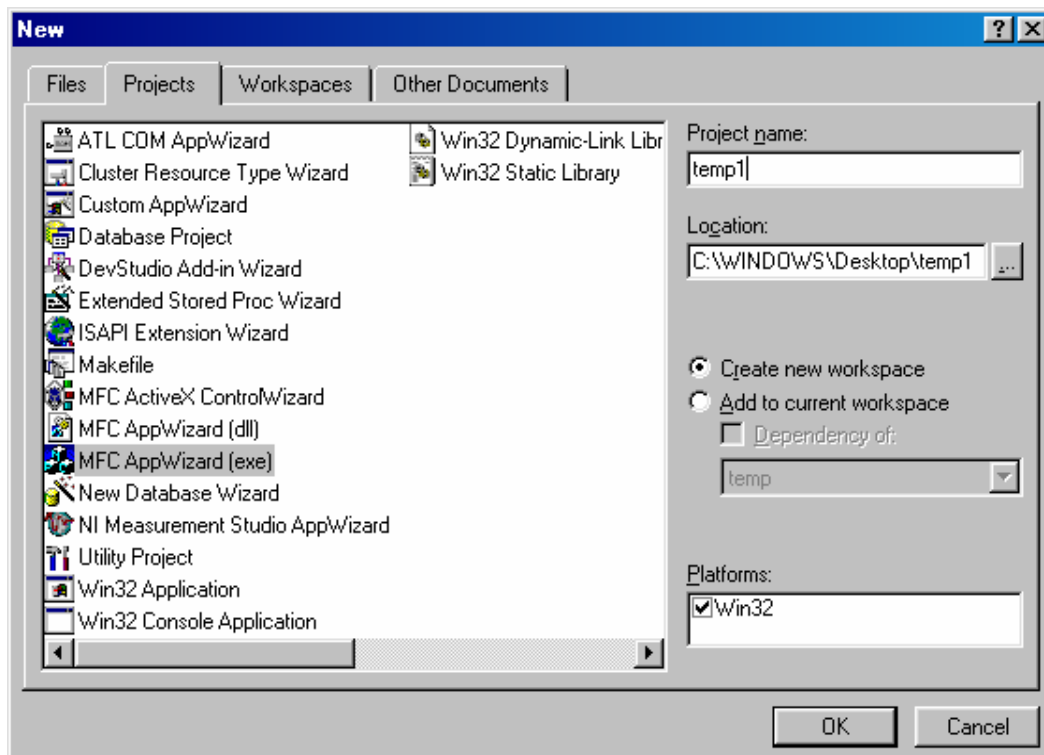 New
Files
Projects
Workspaces
Other Documents
ATL COM AppWizard
Cluster Resource Type Wizard
Custom AppWizard
Database Project
DevStudio Add-in Wizard
Extended Stored Proc Wizard
ISAPI Extension Wizard
Makefile
MFC ActiveX ControlWizard
MFC AppWizard (dll)
MFC AppWizard (exe)
New Database Wizard
NI Measurement Studio AppWizard
Utility Project
Win32 Application
Win32 Console Application
Win32 Dynamic-Link Libr
Win32 Static Library
Project name:
temp1
Location:
C:\WINDOWS\Desktop\temp1
...
Create new workspace
Add to current workspace
Dependency of:
temp
Platforms:
Win32
OK
Cancel